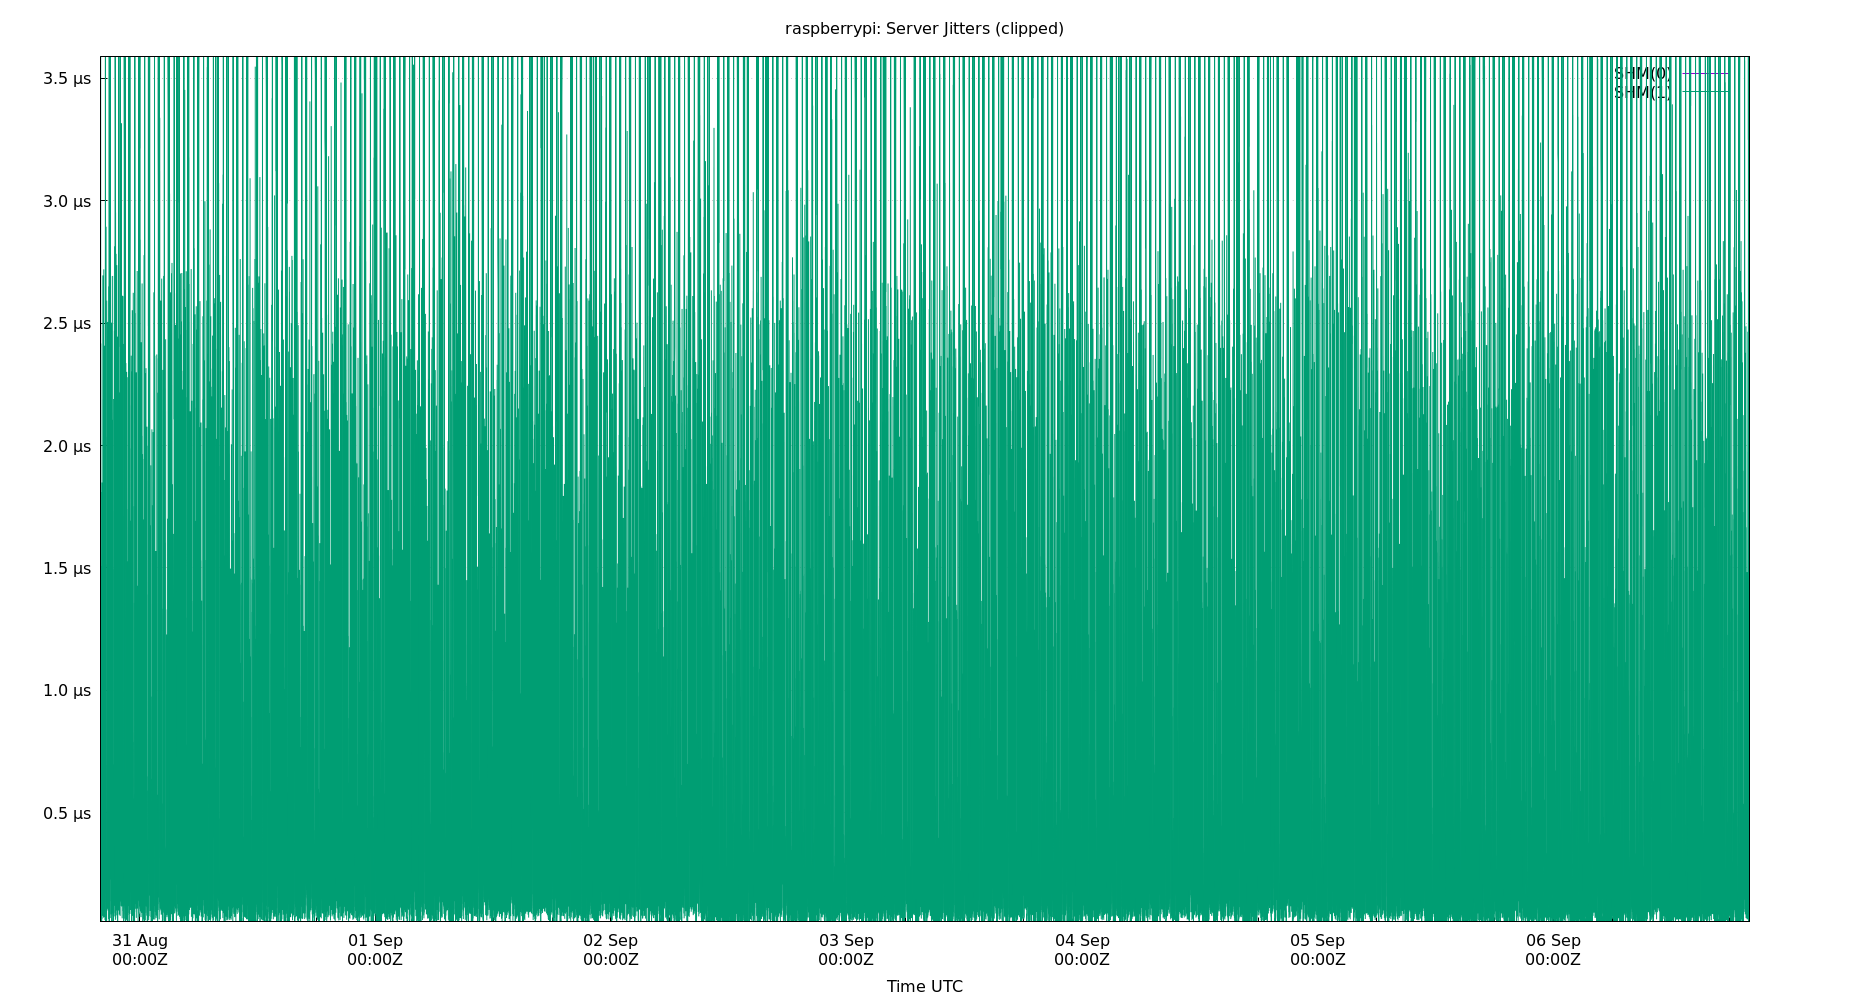 raspberrypi: Server Jitters (clipped)
3.5 µs
SHM(0)
SHM(1)
3.0 µs
2.5 µs
2.0 µs
1.5 µs
1.0 µs
0.5 µs
31 Aug 01 Sep 02 Sep 03 Sep 04 Sep 05 Sep 06 Sep
00:00Z 00:00Z 00:00Z 00:00Z 00:00Z 00:00Z 00:00Z
Time UTC